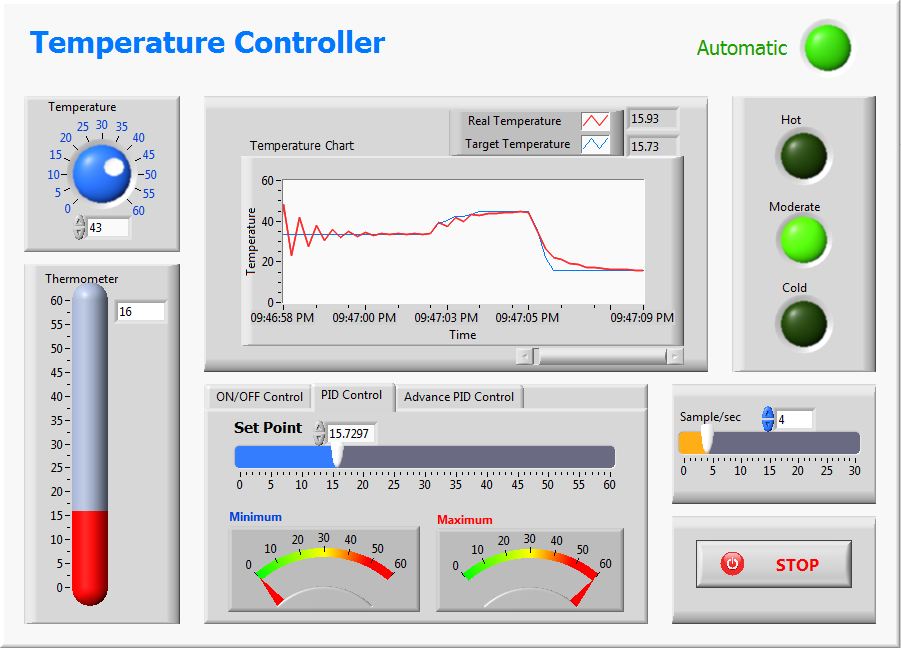 Temperature Controller
Automatic
Temperature
0 5 10 15 20 25 30 35 40 45 50 55 60
43
Thermometer
60
55
50
45
40
35
30
25
20
15
10
5
0
16
Real Temperature 15.93
Target Temperature 15.73
Temperature Chart
Temperature
60
40
20
0
09:46:58 PM 09:47:00 PM 09:47:03 PM 09:47:05 PM 09:47:09 PM
Time
Hot
Moderate
Cold
ON/OFF Control PID Control Advance PID Control
Set Point 15.7297
0 5 10 15 20 25 30 35 40 45 50 55 60
Minimum
0 10 20 30 40 50 60
Maximum
0 10 20 30 40 50 60
Sample/sec 4
0 5 10 15 20 25 30
STOP